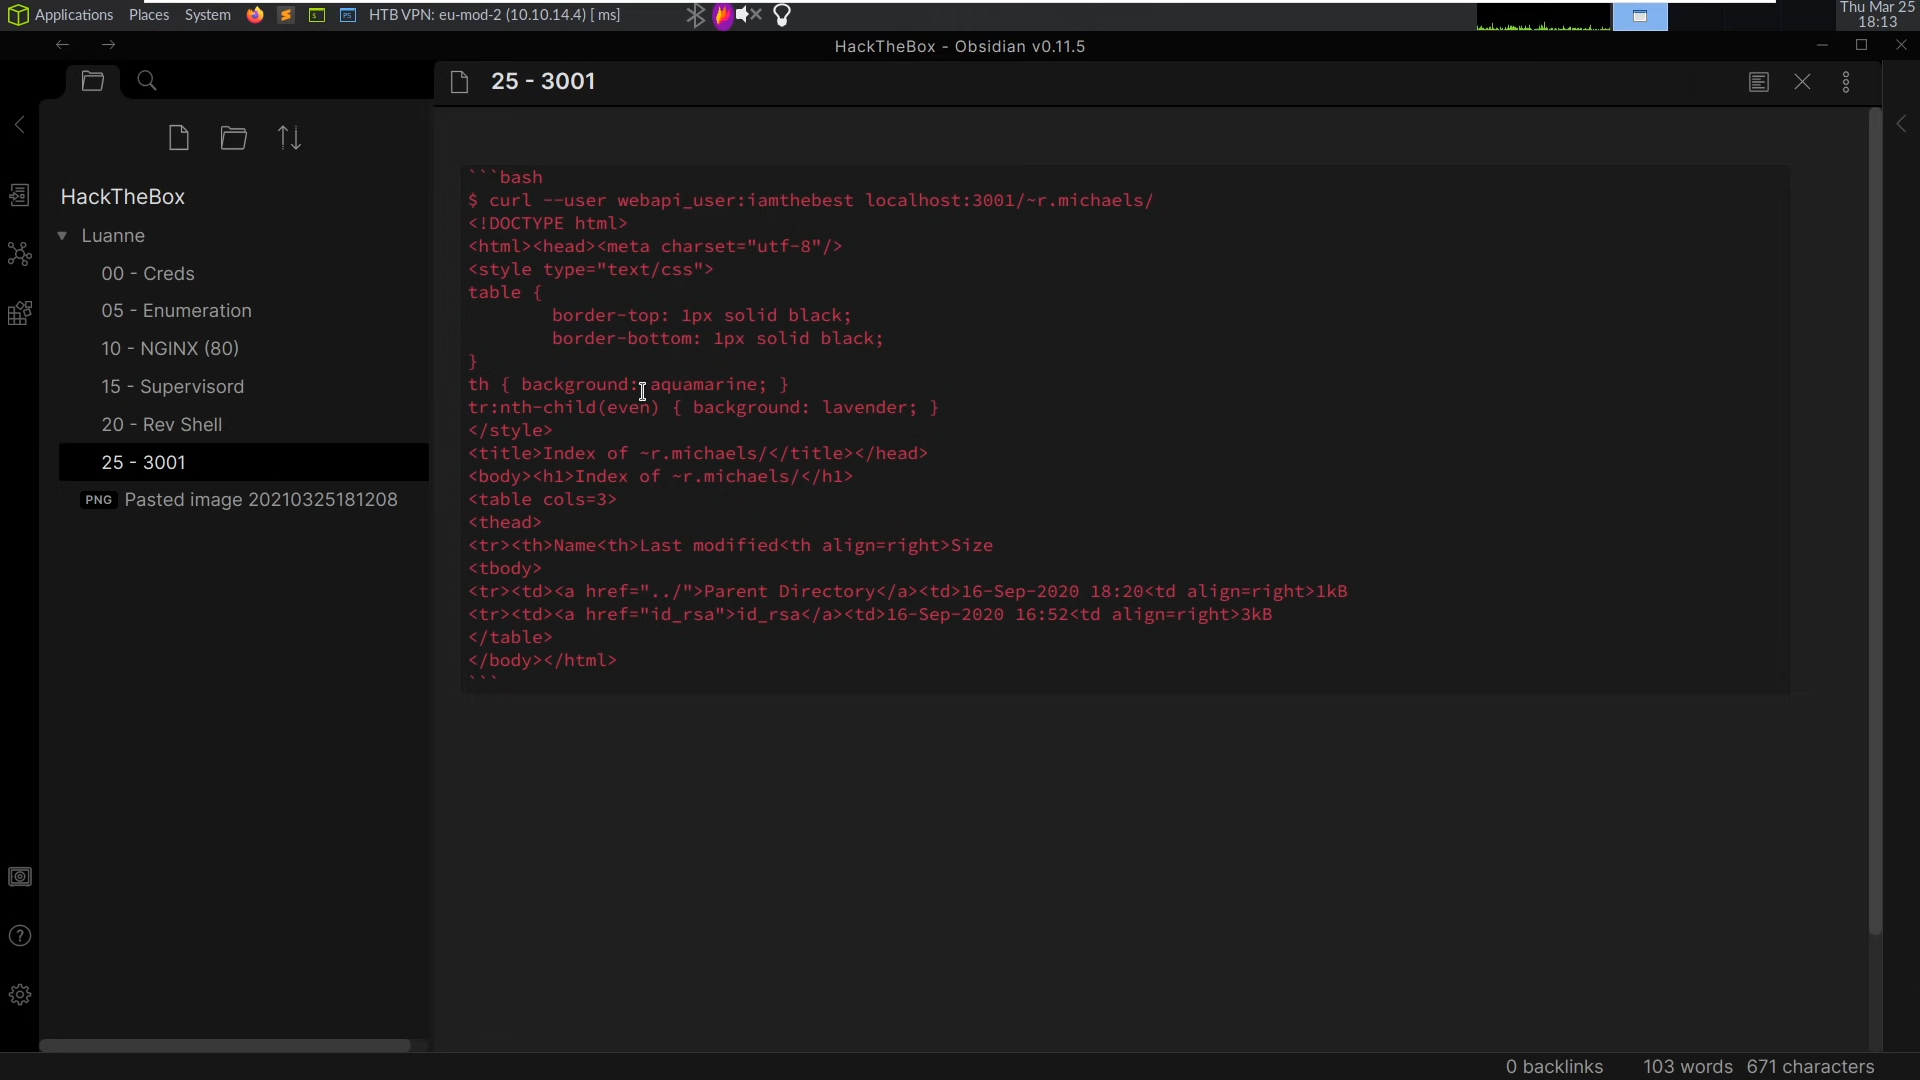 Applications Places System HTB VPN: eu-mod-2 (10.10.14.4) [ ms] Thu Mar 25
18:13
HackTheBox - Obsidian v0.11.5
25 - 3001
HackTheBox
Luanne
00 - Creds
05 - Enumeration
10 - NGINX (80)
15 - Supervisord
20 - Rev Shell
25 - 3001
PNG Pasted image 20210325181208
```bash
$ curl --user webapi_user:iamthebest localhost:3001/~r.michaels/
<!DOCTYPE html>
<html><head><meta charset="utf-8"/>
<style type="text/css">
table {
        border-top: 1px solid black;
        border-bottom: 1px solid black;
}
th { background: aquamarine; }
tr:nth-child(even) { background: lavender; }
</style>
<title>Index of ~r.michaels/</title></head>
<body><h1>Index of ~r.michaels/</h1>
<table cols=3>
<thead>
<tr><th>Name<th>Last modified<th align=right>Size
<tbody>
<tr><td><a href="../">Parent Directory</a><td>16-Sep-2020 18:20<td align=right>1kB
<tr><td><a href="id_rsa">id_rsa</a><td>16-Sep-2020 16:52<td align=right>3kB
</table>
</body></html>
```
0 backlinks 103 words 671 characters